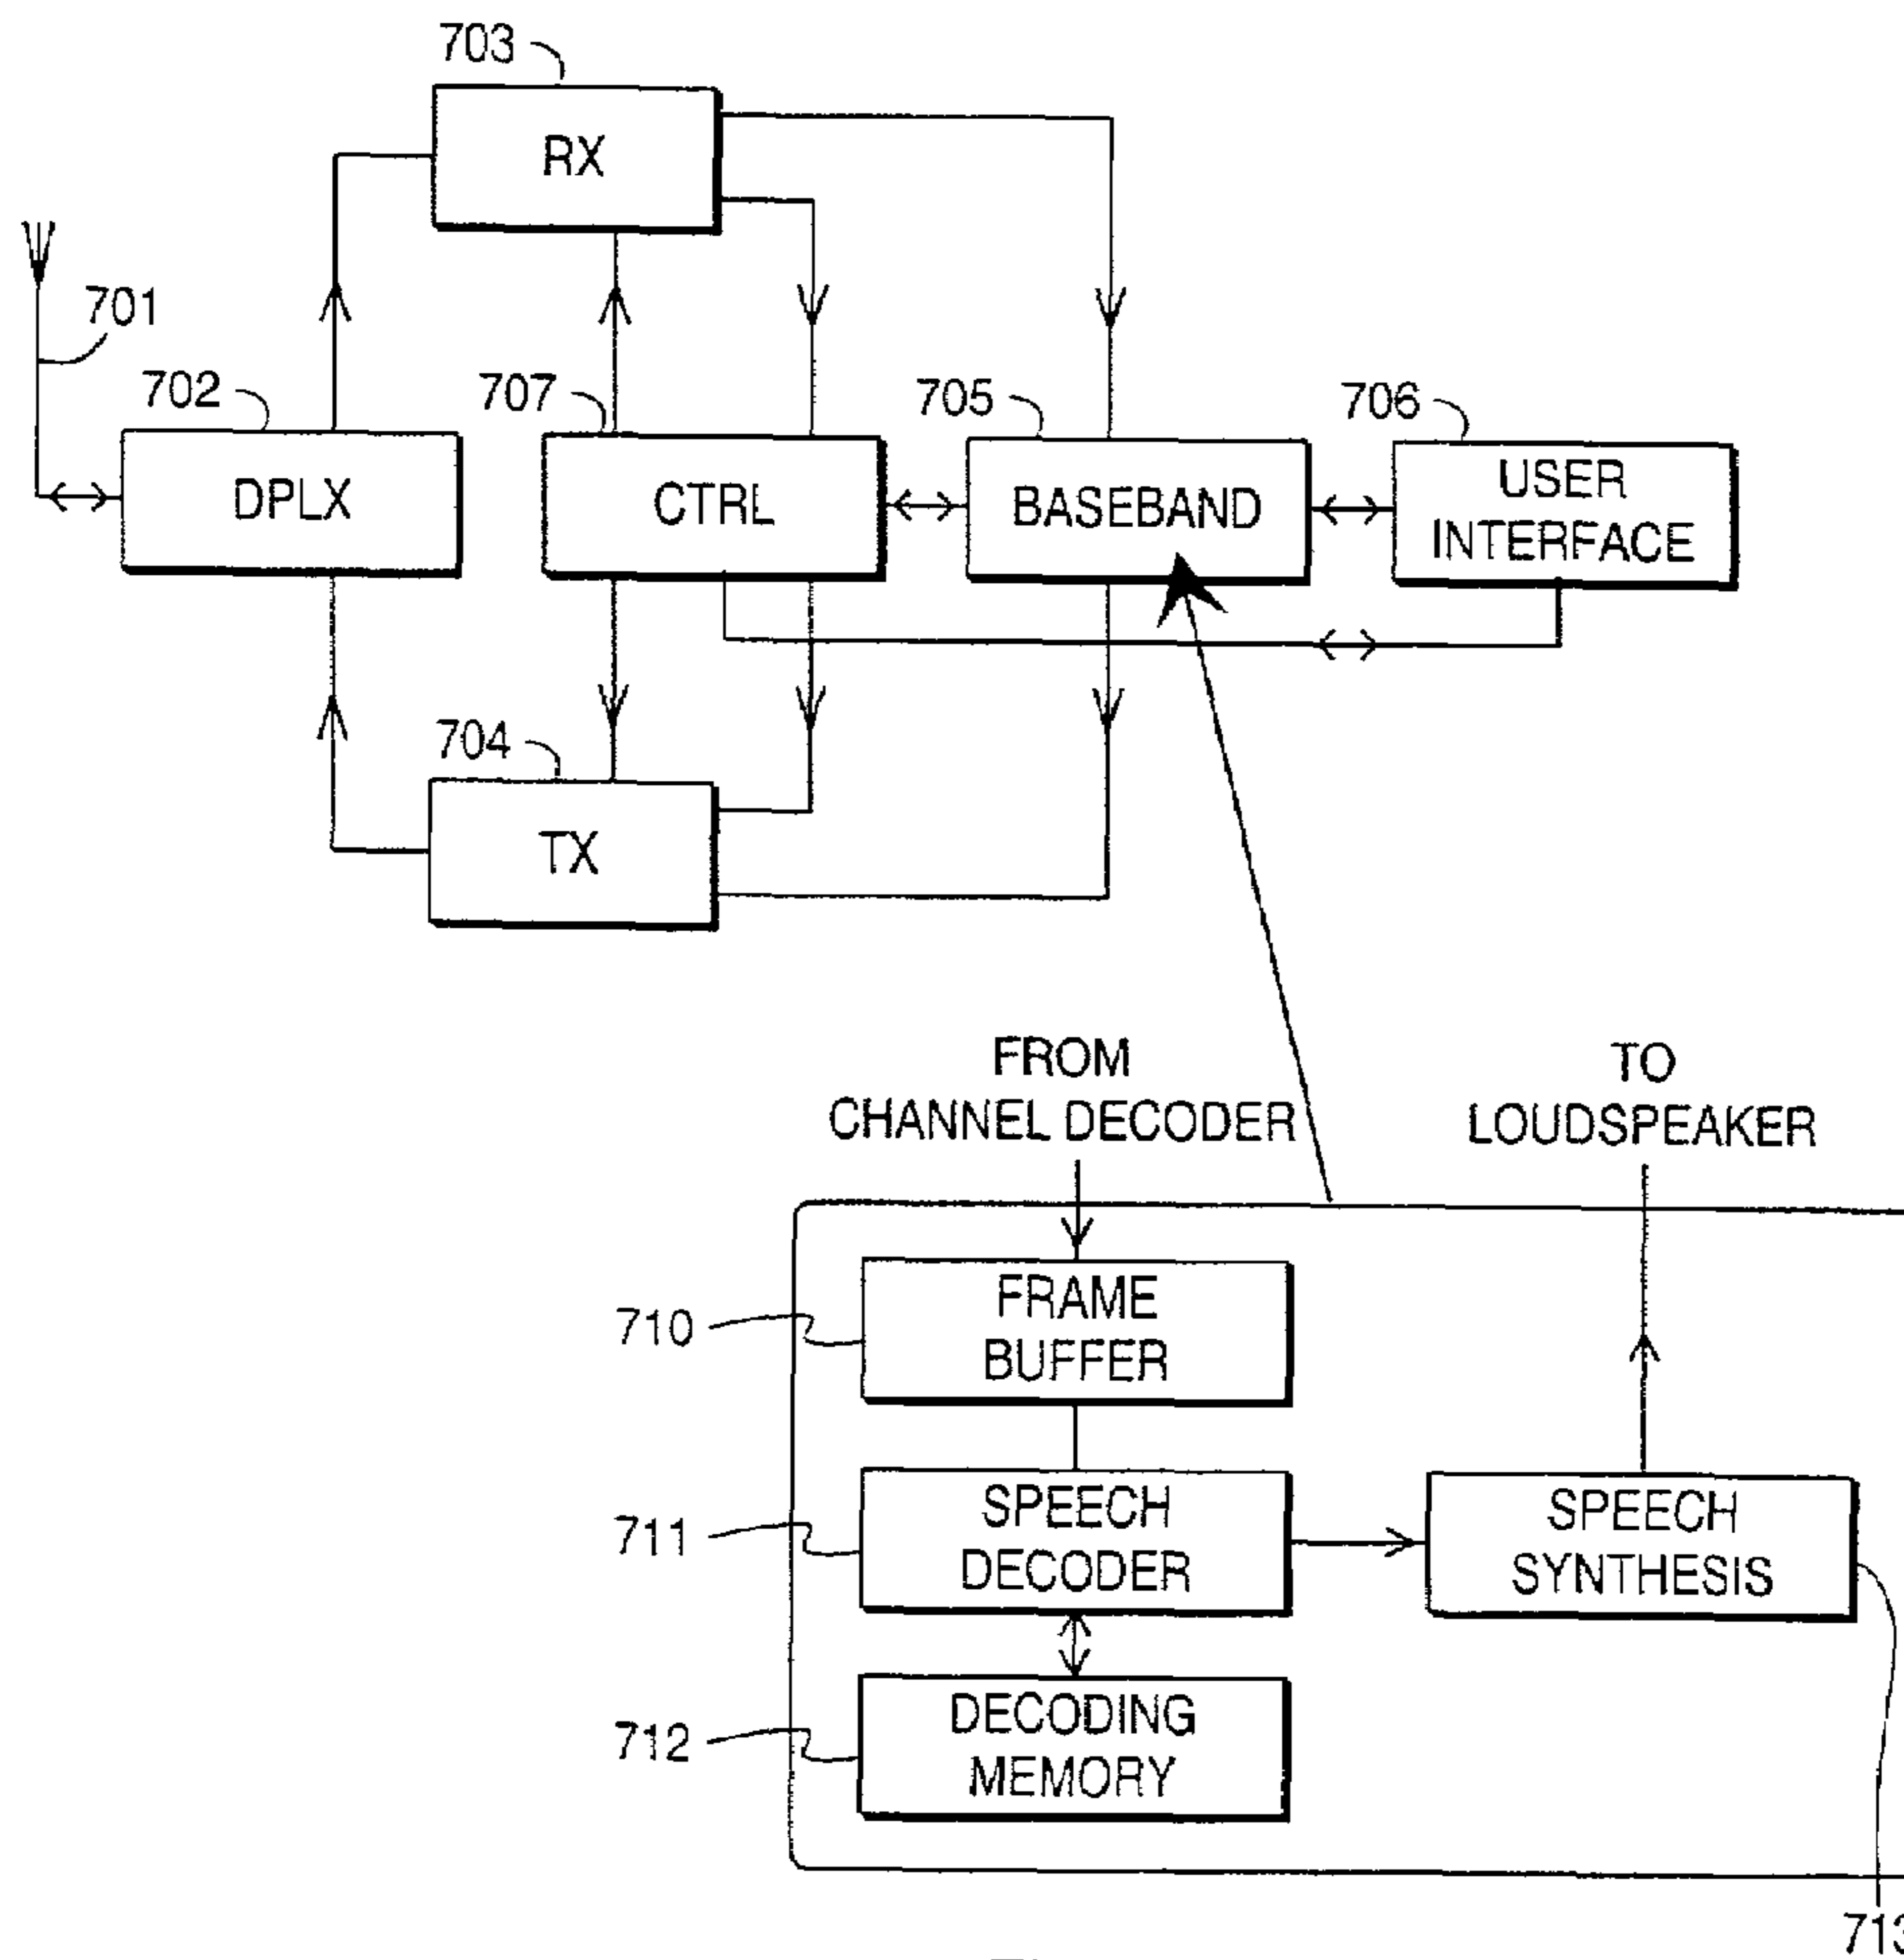 703
RX
701
702
707
705
706
DPLX
CTRL
BASEBAND
USER
INTERFACE
704
TX
FROM
CHANNEL DECODER
TO
LOUDSPEAKER
710
FRAME
BUFFER
711
SPEECH
DECODER
SPEECH
SYNTHESIS
712
DECODING
MEMORY
713